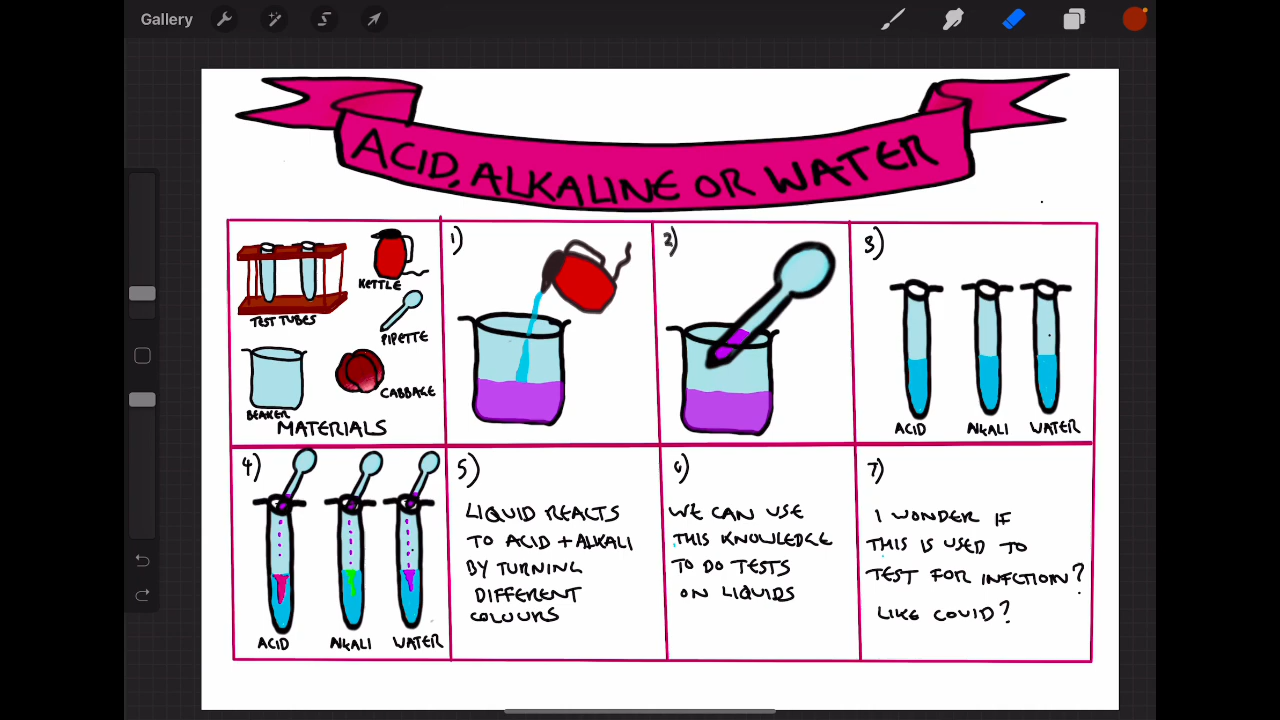 Gallery
ACID, ALKALINE OR WATER
TEST TUBES
KETTLE
PIPETTE
BEAKER
CABBAGE
MATERIALS
1)
2)
3)
ACID
ALKALI
WATER
4)
ACID
ALKALI
WATER
5)
LIQUID REACTS
TO ACID + ALKALI
BY TURNING
DIFFERENT
COLOURS
6)
WE CAN USE
THIS KNOWLEDGE
TO DO TESTS
ON LIQUIDS
7)
I WONDER IF
THIS IS USED TO
TEST FOR INFCTION?
LIKE COVID?